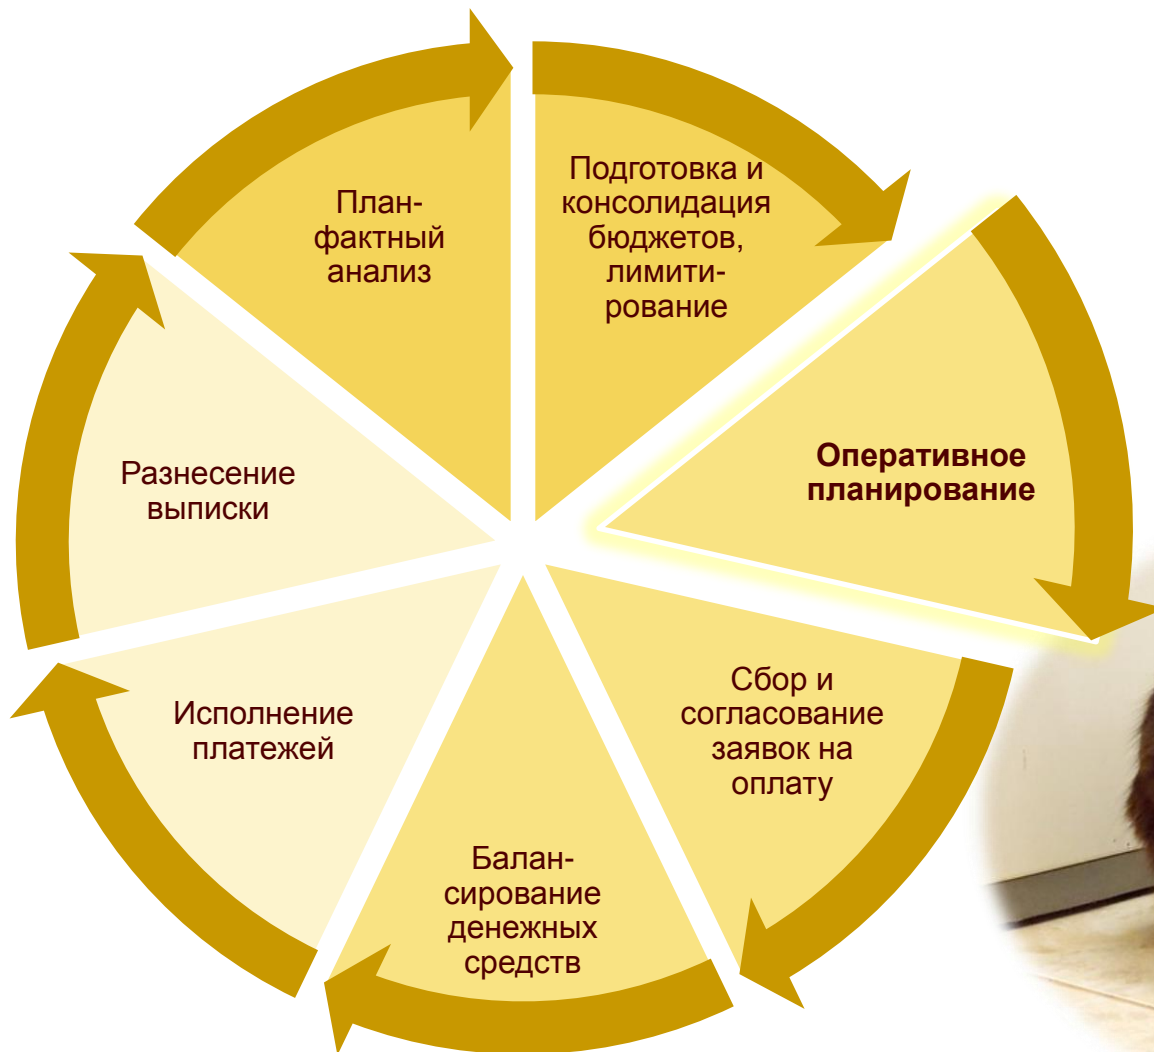 Подготовка и
консолидация
бюджетов,
лимити-
рование
Оперативное
планирование
Сбор и
согласование
заявок на
оплату
Балан-
сирование
денежных
средств
Исполнение
платежей
Разнесение
выписки
План-
фактный
анализ